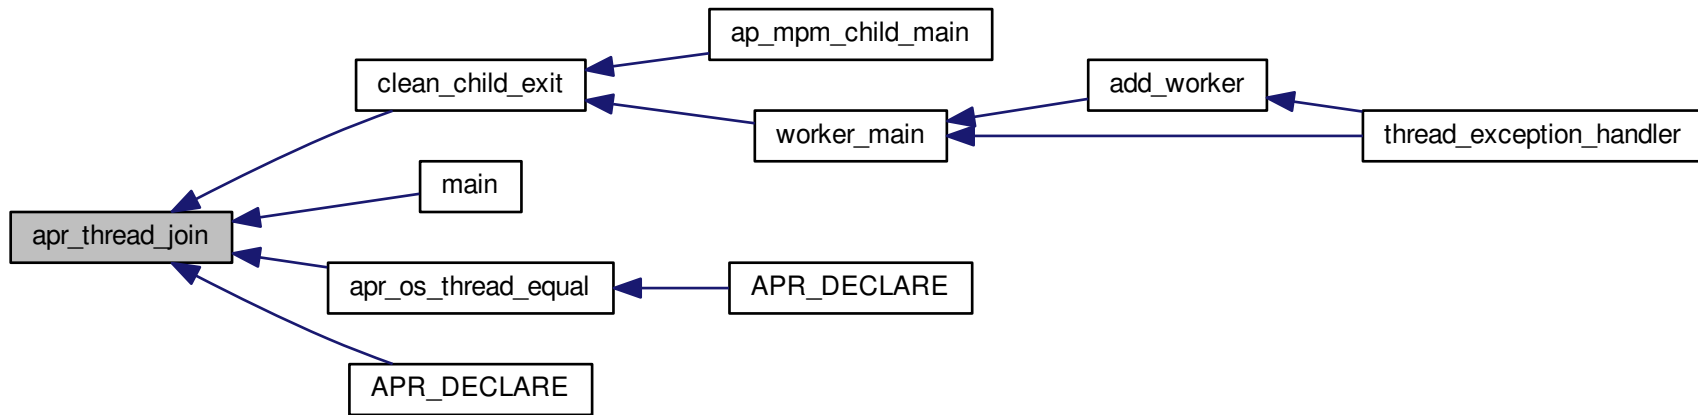 ap_mpm_child_main
clean_child_exit
add_worker
worker_main
thread_exception_handler
main
apr_thread_join
apr_os_thread_equal
APR_DECLARE
APR_DECLARE